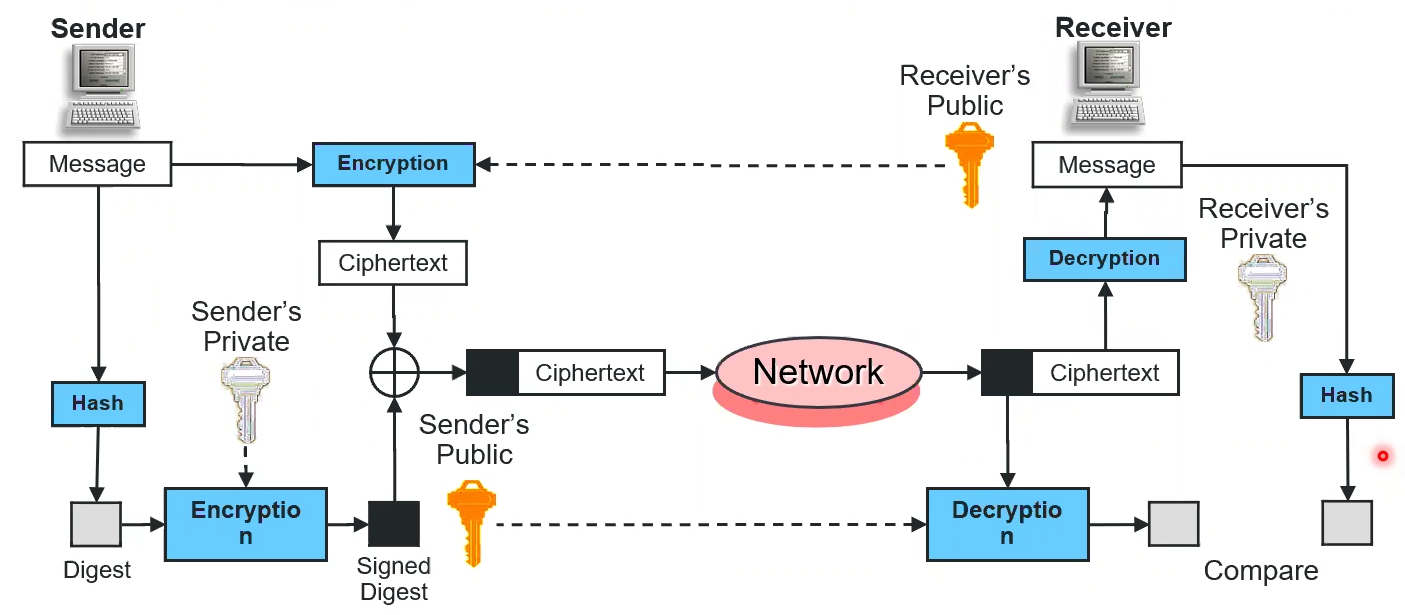 Sender
Receiver
Receiver's
Public
Message
Encryption
Message
Receiver's
Private
Ciphertext
Decryption
Sender's
Private
Ciphertext
Network
Ciphertext
Hash
Hash
Sender's
Public
Encryptio
n
Decryptio
n
Digest
Signed
Digest
Compare